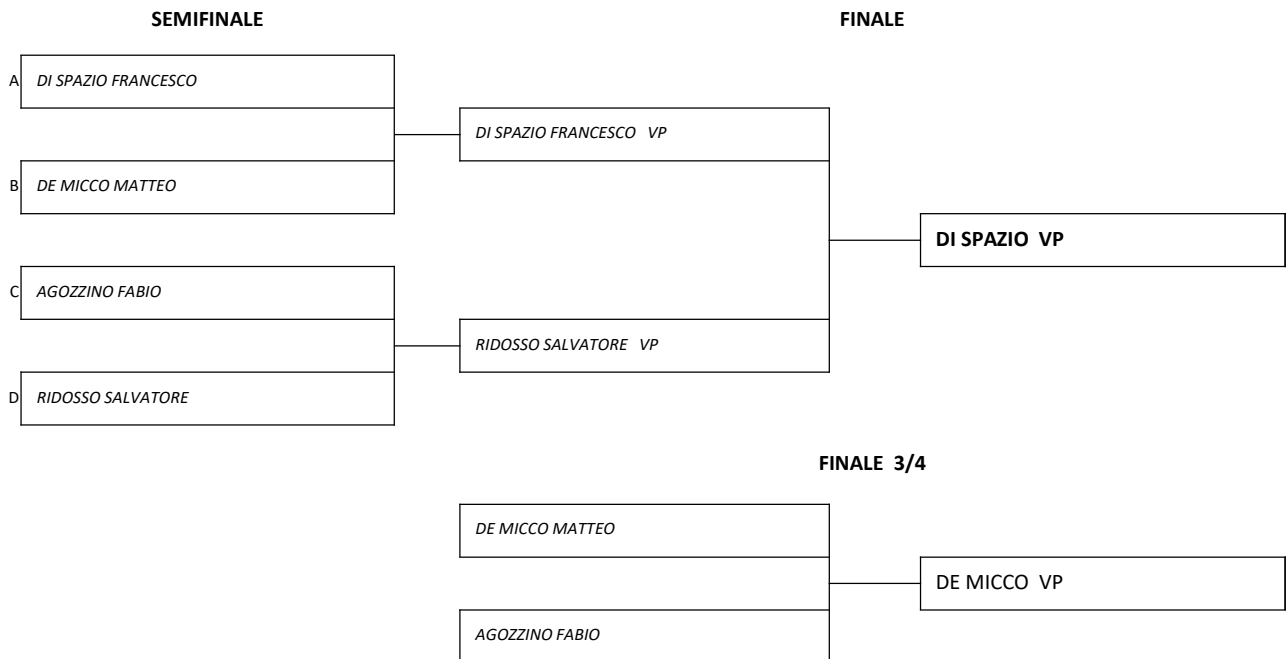 SEMIFINALE FINALE
A DI SPAZIO FRANCESCO
DI SPAZIO FRANCESCO VP
B DE MICCO MATTEO
DI SPAZIO VP
C AGOZZINO FABIO
RIDOSSO SALVATORE VP
D RIDOSSO SALVATORE
FINALE 3/4
DE MICCO MATTEO
DE MICCO VP
AGOZZINO FABIO